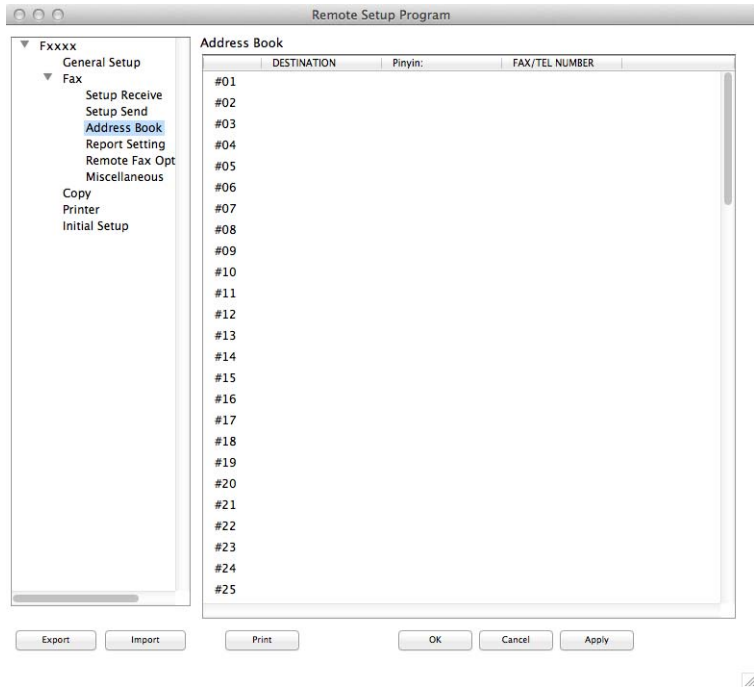 Remote Setup Program
Fxxxx
General Setup
Fax
Setup Receive
Setup Send
Address Book
Report Setting
Remote Fax Opt
Miscellaneous
Copy
Printer
Initial Setup
Address Book
DESTINATION Pinyin: FAX/TEL NUMBER
#01
#02
#03
#04
#05
#06
#07
#08
#09
#10
#11
#12
#13
#14
#15
#16
#17
#18
#19
#20
#21
#22
#23
#24
#25
Export Import Print OK Cancel Apply